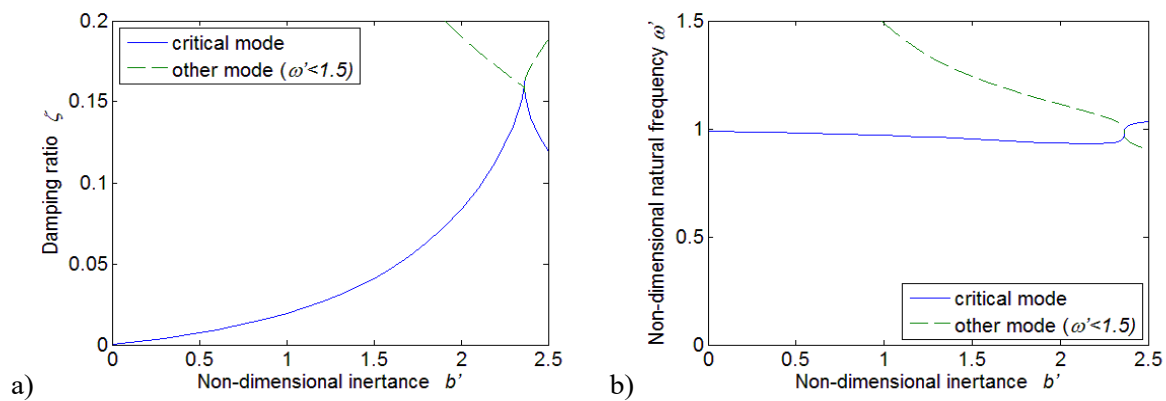 0.2
0.15
0.1
0.05
0
Damping ratio ζ
critical mode
other mode (ω'<1.5)
0 0.5 1 1.5 2 2.5
Non-dimensional inertance b'
a)
1.5
1
0.5
0
Non-dimensional natural frequency ω'
critical mode
other mode (ω'<1.5)
0 0.5 1 1.5 2 2.5
Non-dimensional inertance b'
b)